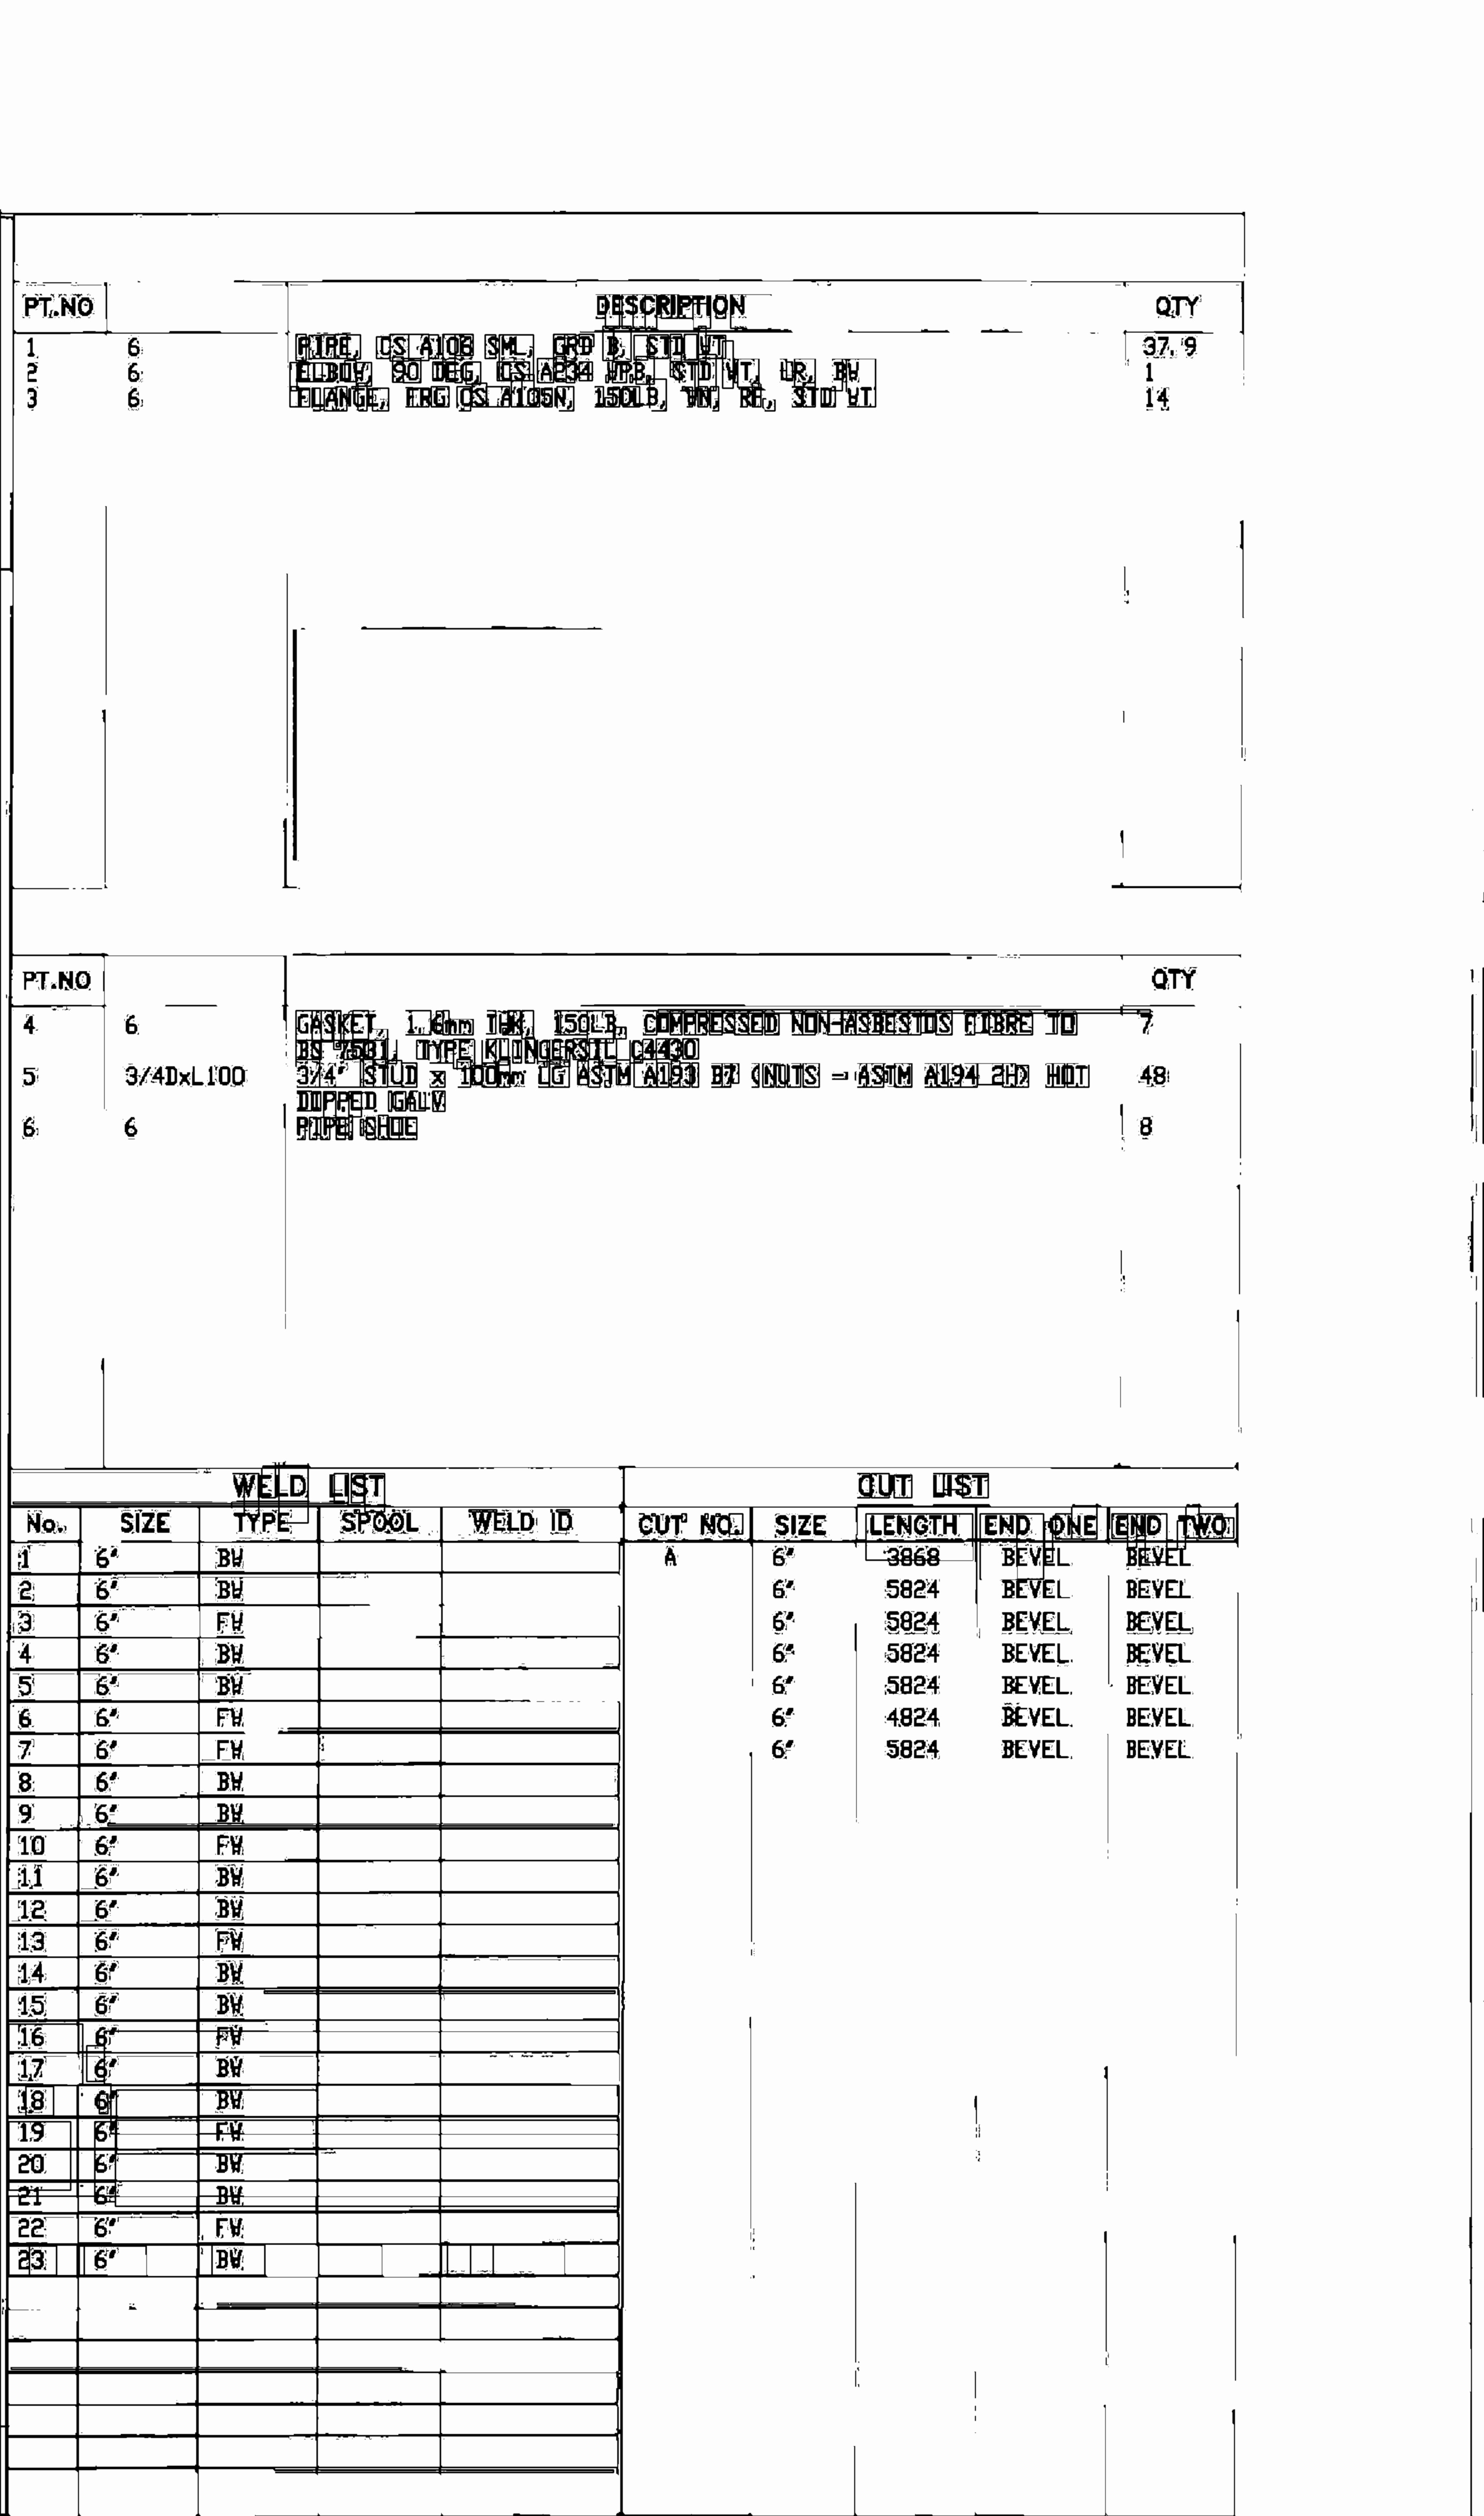 PT.NO DESCRIPTION QTY
1 6 PIPE, CS A106 SML, GRD B, STD WT 37.9
2 6 ELBOW, 90 DEG, CS A234 WPB, STD WT, LR, BW 1
3 6 FLANGE, FRG CS A105N, 150LB, WN, RF, STD WT 14
PT.NO QTY
4 6 GASKET, 1.6mm THK, 150LB, COMPRESSED NON-ASBESTOS FIBRE TO 7
BS 7531, TYPE KLINGERSIL C4430
5 3/4DxL100 3/4" STUD x 100mm LG ASTM A193 B7 (NUTS - ASTM A194 2H) HOT 48
DIPPED GALV
6 6 PIPE SHOE 8
WELD LIST CUT LIST
No. SIZE TYPE SPOOL WELD ID CUT NO. SIZE LENGTH END ONE END TWO
1 6" BW A 6" 3868 BEVEL BEVEL
2 6" BW 6" 5824 BEVEL BEVEL
3 6" FW 6" 5824 BEVEL BEVEL
4 6" BW 6" 5824 BEVEL BEVEL
5 6" BW 6" 5824 BEVEL BEVEL
6 6" FW 6" 4824 BEVEL BEVEL
7 6" FW 6" 5824 BEVEL BEVEL
8 6" BW
9 6" BW
10 6" FW
11 6" BW
12 6" BW
13 6" FW
14 6" BW
15 6" BW
16 6" FW
17 6" BW
18 6" BW
19 6" FW
20 6" BW
21 6" BW
22 6" FW
23 6" BW